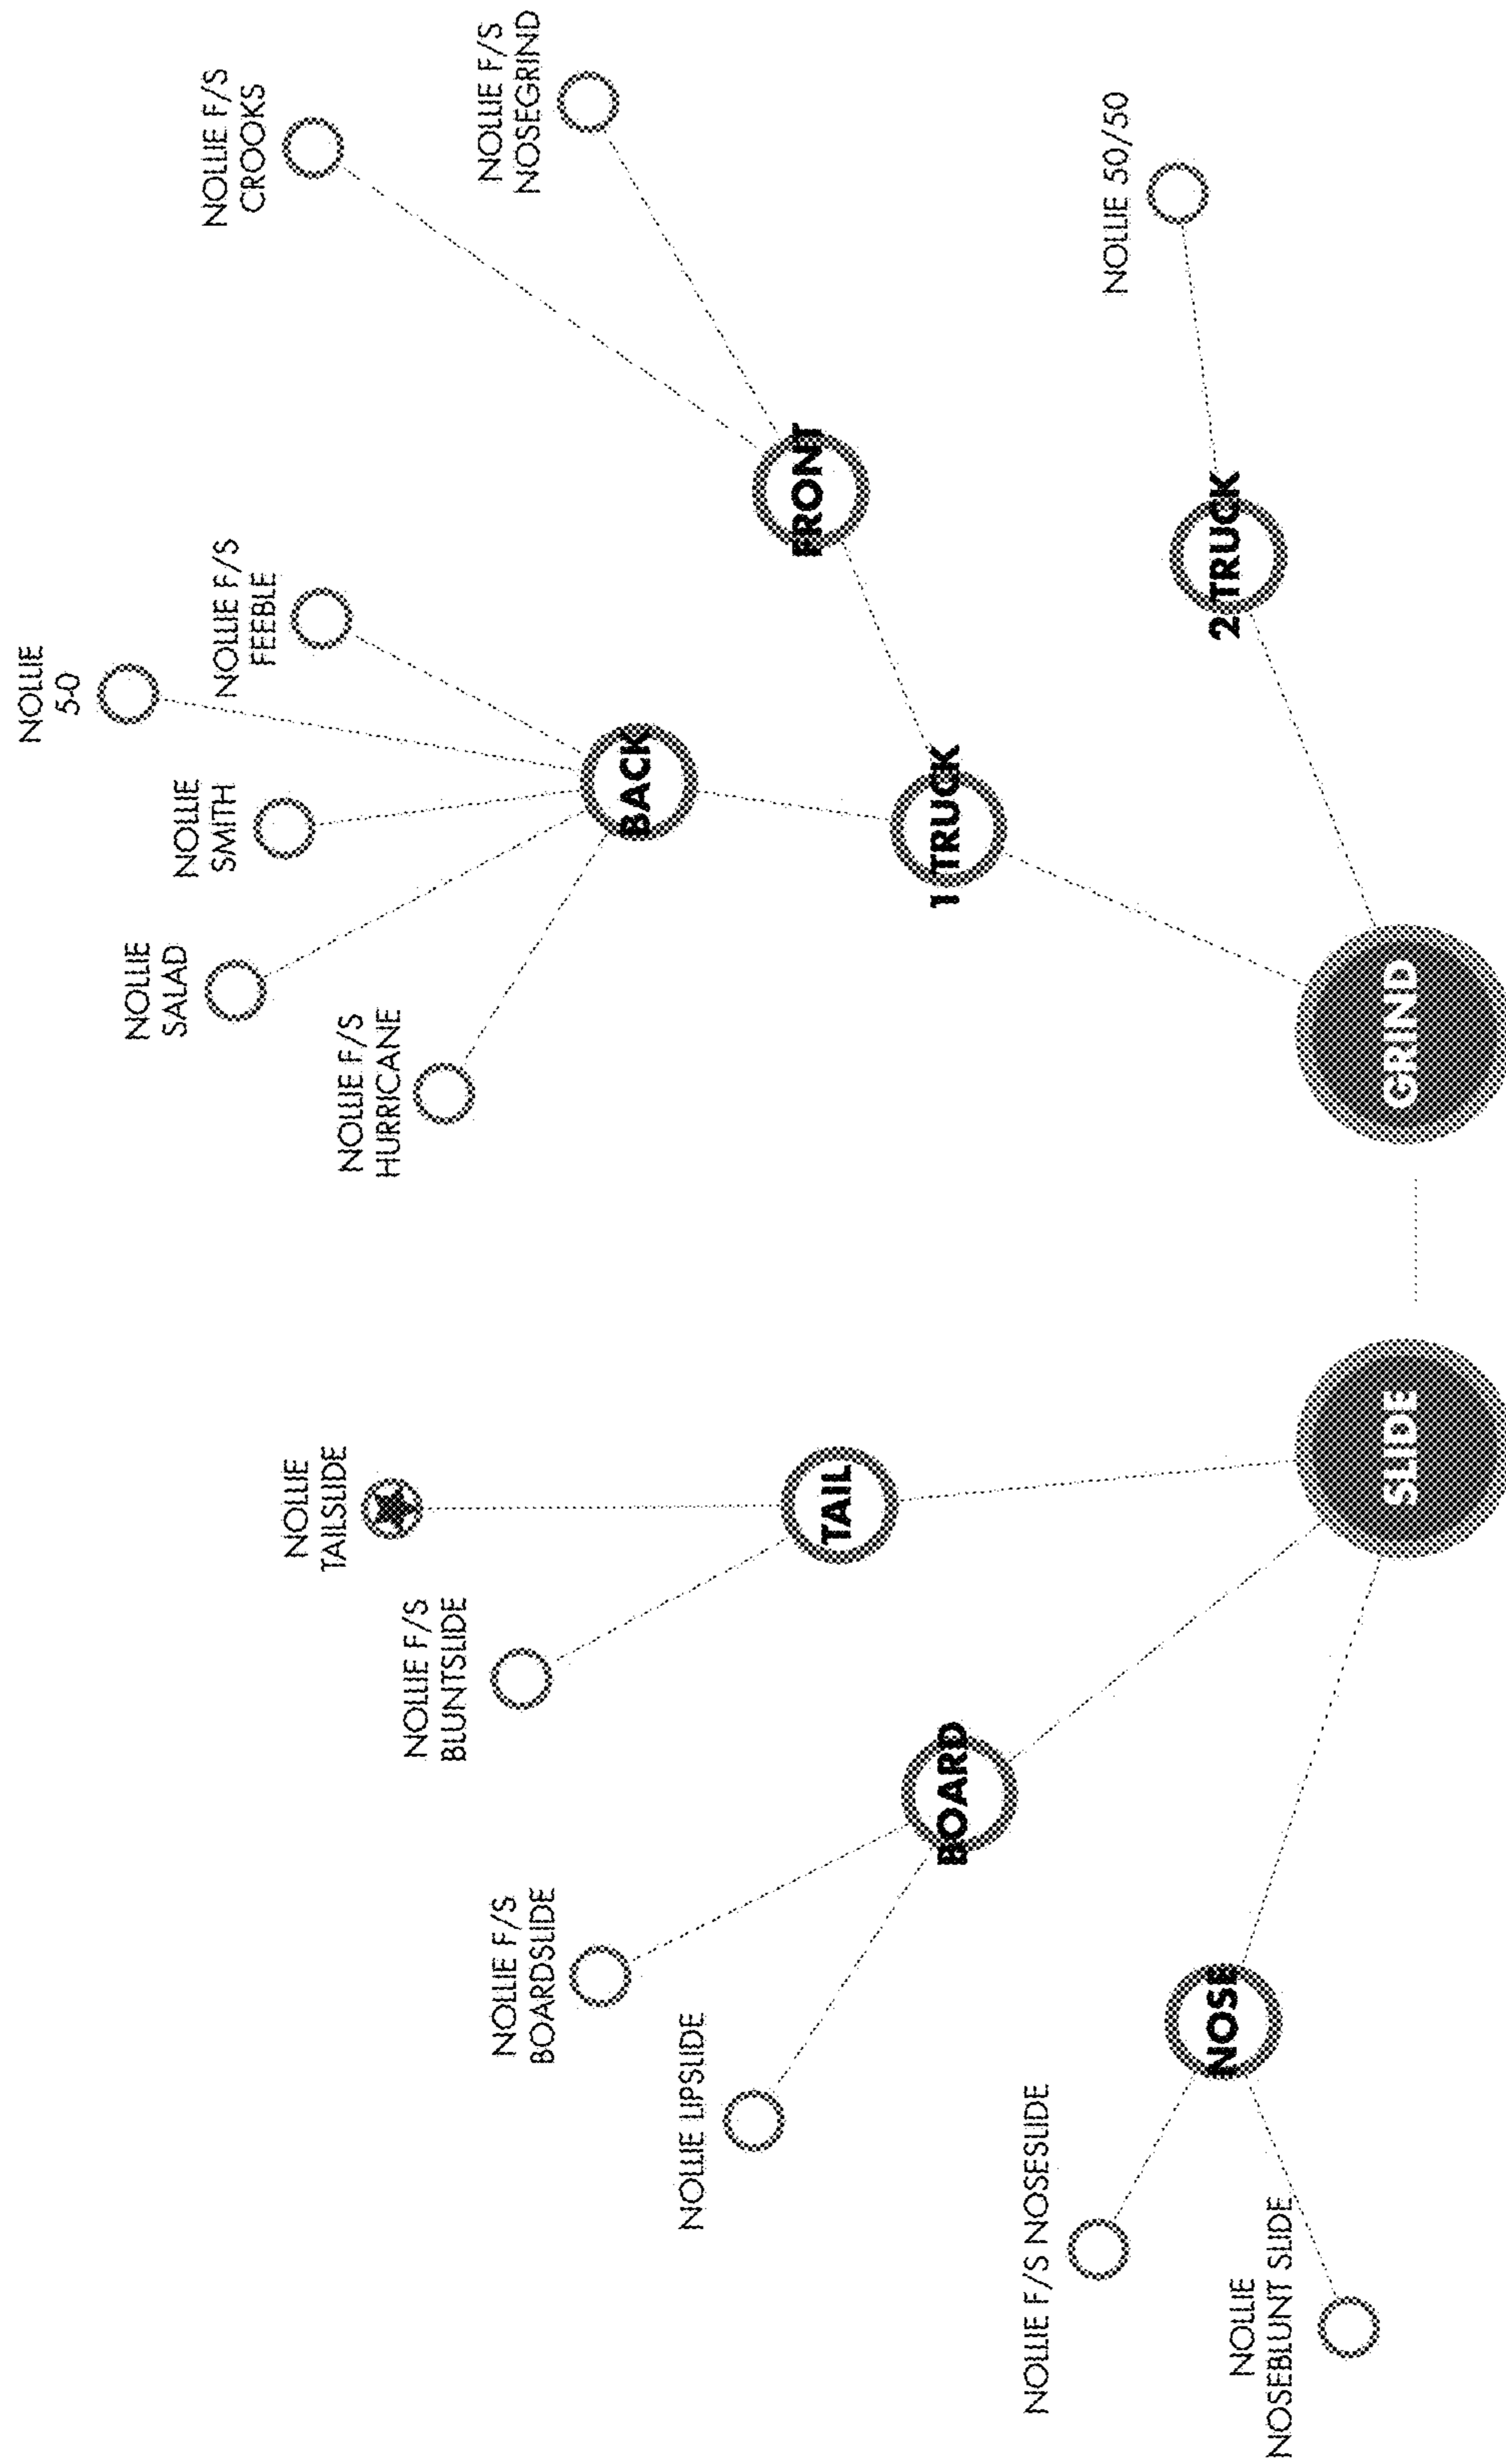 NOLLIE
NOSEBLUNT SLIDE
NOLLIE F/S NOSESLIDE
NOSE
NOLLIE LIPSLIDE
NOLLIE F/S
BOARDSLIDE
BOARD
NOLLIE F/S
BLUNTSLIDE
NOLLIE
TAILSLIDE
TAIL
SLIDE
GRIND
NOLLIE F/S
HURRICANE
NOLLIE
SALAD
NOLLIE
SMITH
NOLLIE
5-0
NOLLIE F/S
FEEBLE
BACK
1 TRUCK
FRONT
NOLLIE F/S
CROOKS
NOLLIE F/S
NOSEGRIND
2 TRUCK
NOLLIE 50/50